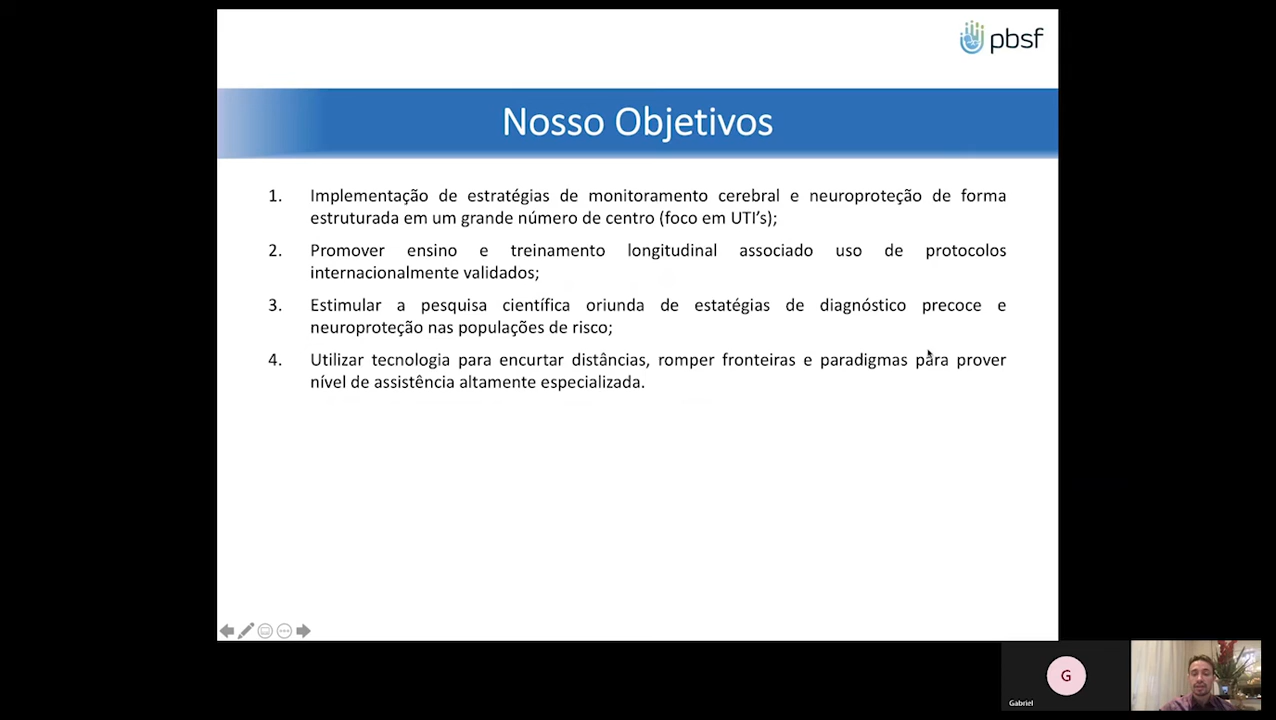 pbsf
Nosso Objetivos
1. Implementação de estratégias de monitoramento cerebral e neuroproteção de forma
estruturada em um grande número de centro (foco em UTI's);
2. Promover ensino e treinamento longitudinal associado uso de protocolos
internacionalmente validados;
3. Estimular a pesquisa científica oriunda de estatégias de diagnóstico precoce e
neuroproteção nas populações de risco;
4. Utilizar tecnologia para encurtar distâncias, romper fronteiras e paradigmas para prover
nível de assistência altamente especializada.
G
Gabriel